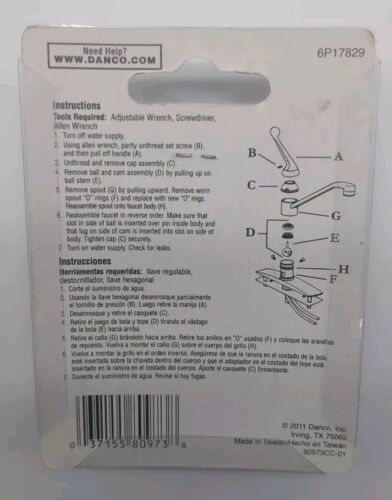 Need Help?
WWW.DANCO.COM
6P17829
Instructions
Tools Required: Adjustable Wrench, Screwdriver,
Allen Wrench
1. Turn off water supply.
2. Using allen wrench, partly unthread set screw (B),
and then pull off handle (A).
3. Unthread and remove cap assembly (C).
4. Remove ball and cam assembly (D) by pulling up on
ball stem (E).
5. Remove spout (G) by pulling upward. Remove worn
spout "O" rings (F) and replace with new "O" rings.
Reassemble spout onto faucet body (H).
6. Reassemble faucet in reverse order. Make sure that
slot in side of ball is inserted over pin inside body and
that lug on side of cam is inserted into slot on side of
body. Tighten cap (C) securely.
7. Turn on water supply. Check for leaks.
A
B
C
G
D
E
H
F
Instrucciones
Herramientas requeridas: llave regulable,
destornillador, llave hexagonal
1. Corte el suministro de agua.
2. Usando la llave hexagonal desenrosque parcialmente
el tornillo de presión (B). Luego retire la manija (A).
3. Desenrosque y retire el casquete (C).
4. Retire el juego de bola y tope (D) tirando el vástago
de la bola (E) hacia arriba.
5. Retire el caño (G) tirándolo hacia arriba. Retire los anillos en "O" usados (F) y coloque las arandelas
de repuesto. Vuelva a montar el caño (G) sobre el cuerpo del grifo (H).
6. Vuelva a montar el grifo en el orden inverso. Asegúrese de que la ranura en el costado de la bola
esté insertada sobre la chaveta dentro del cuerpo y que el adaptador en el costado del tope esté
insertado en la ranura en el costado del cuerpo. Ajuste el casquete (C) firmemente.
7. Conecte el suministro de agua. Revise si hay fugas.
0 37155 80973 8
© 2011 Danco, Inc.
Irving, TX 75062
Made in Taiwan/Hecho en Taiwán
80973CC-01